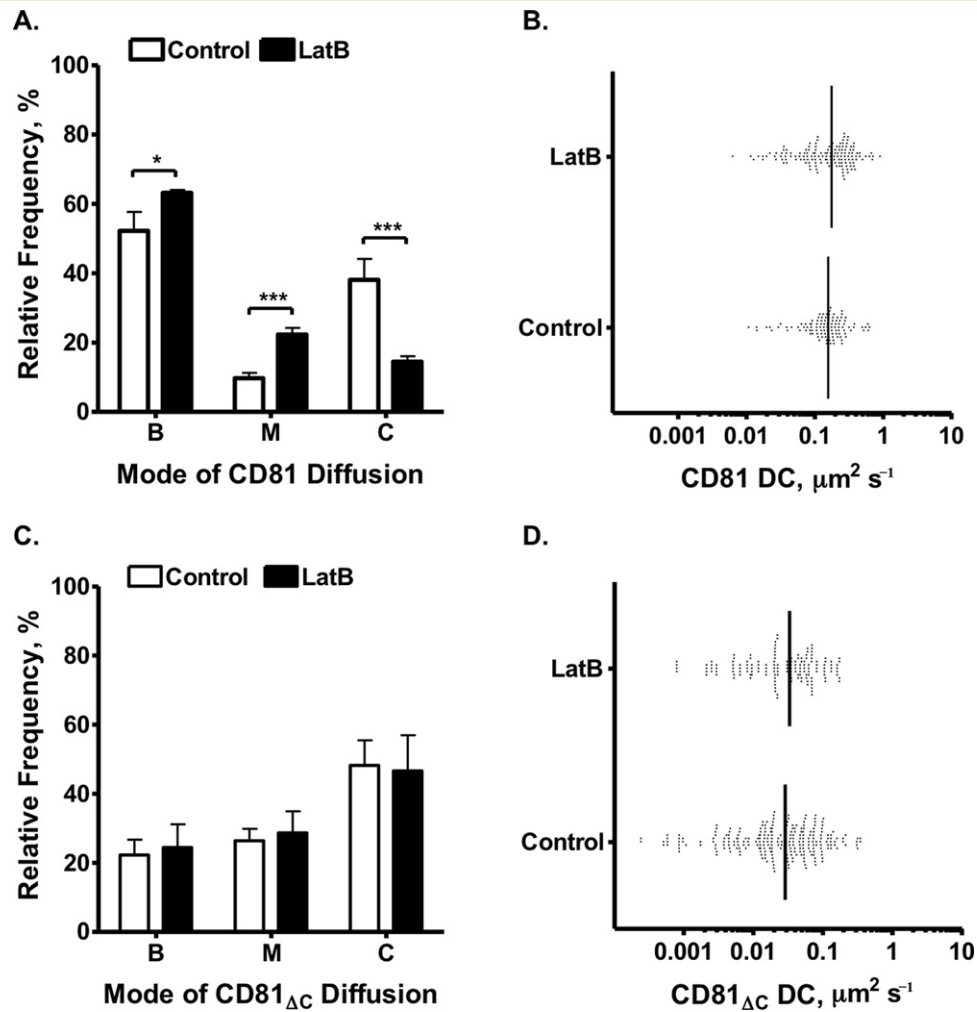 A.
Control LatB
Relative Frequency, %
100
80
60
40
20
0
*
***
***
B M C
Mode of CD81 Diffusion
B.
LatB
Control
0.001 0.01 0.1 1 10
CD81 DC, μm² s⁻¹
C.
Control LatB
Relative Frequency, %
100
80
60
40
20
0
B M C
Mode of CD81ΔC Diffusion
D.
LatB
Control
0.001 0.01 0.1 1 10
CD81ΔC DC, μm² s⁻¹